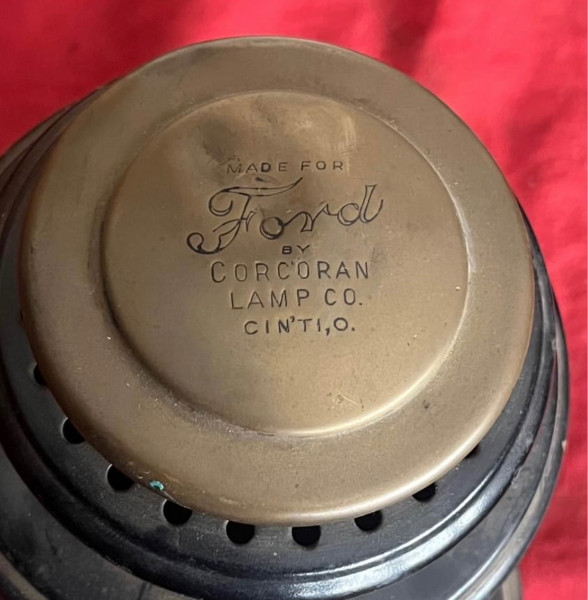 MADE FOR
Ford
BY
CORCORAN
LAMP CO.
CIN'TI,O.